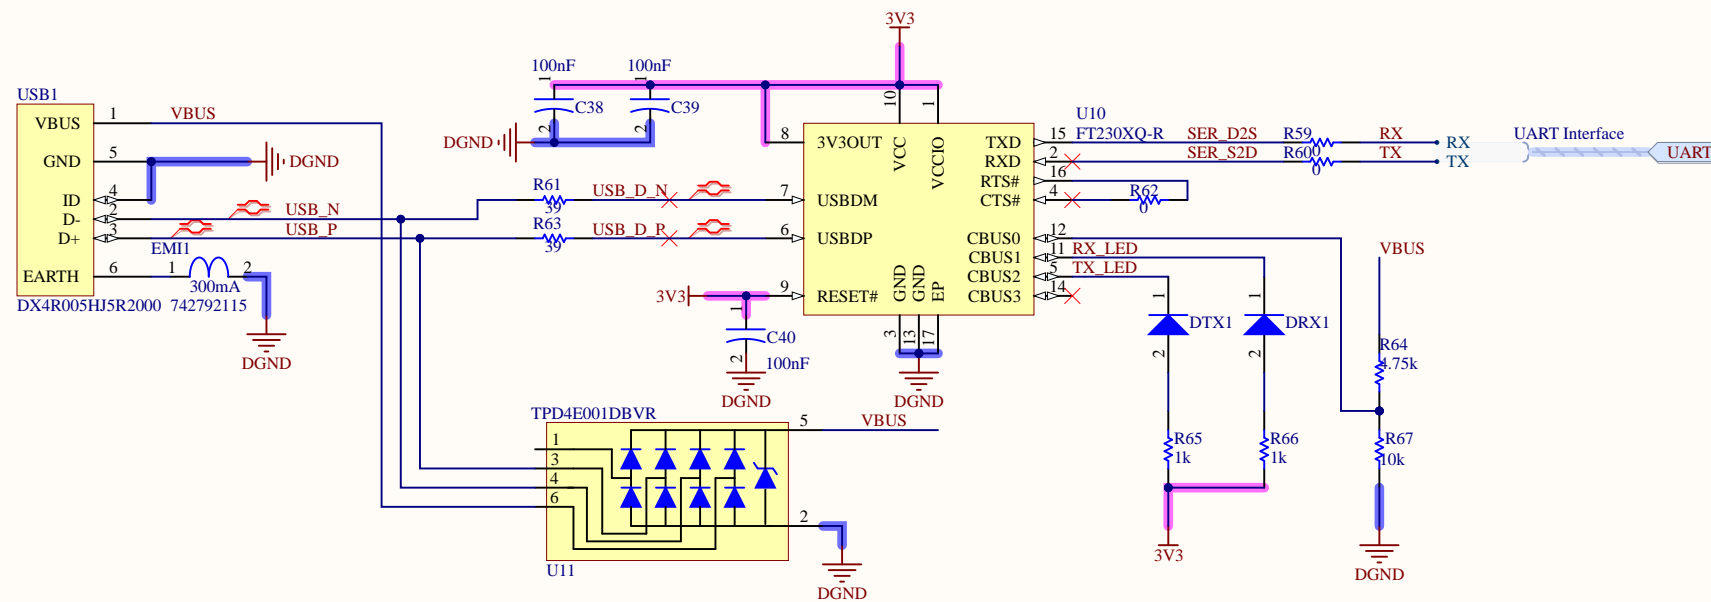 3V3
100nF
100nF
USB1
1
1
C38
C39
10
1
U10
VBUS
1
VBUS
2
2
DGND
8
3V3OUT
VCC
VCCIO
TXD
15
FT230XQ-R
SER_D2S
R59
0
RX
RX
UART Interface
GND
5
DGND
RXD
2
SER_S2D
R60
0
TX
TX
UART
RTS#
16
ID
4
R61
39
USB_D_N
7
USBDM
CTS#
4
R62
0
D-
2
USB_N
R63
39
USB_D_P
6
USBDP
CBUS0
12
D+
3
USB_P
CBUS1
11
RX_LED
VBUS
EMI1
EARTH
6
1
2
300mA
CBUS2
5
TX_LED
DX4R005HJ5R2000
742792115
3V3
9
RESET#
GND
GND
EP
CBUS3
14
1
1
1
C40
100nF
2
3
13
17
DTX1
DRX1
2
2
R64
4.75k
DGND
DGND
DGND
TPD4E001DBVR
5
VBUS
1
3
4
6
R65
1k
R66
1k
R67
10k
2
U11
DGND
3V3
DGND